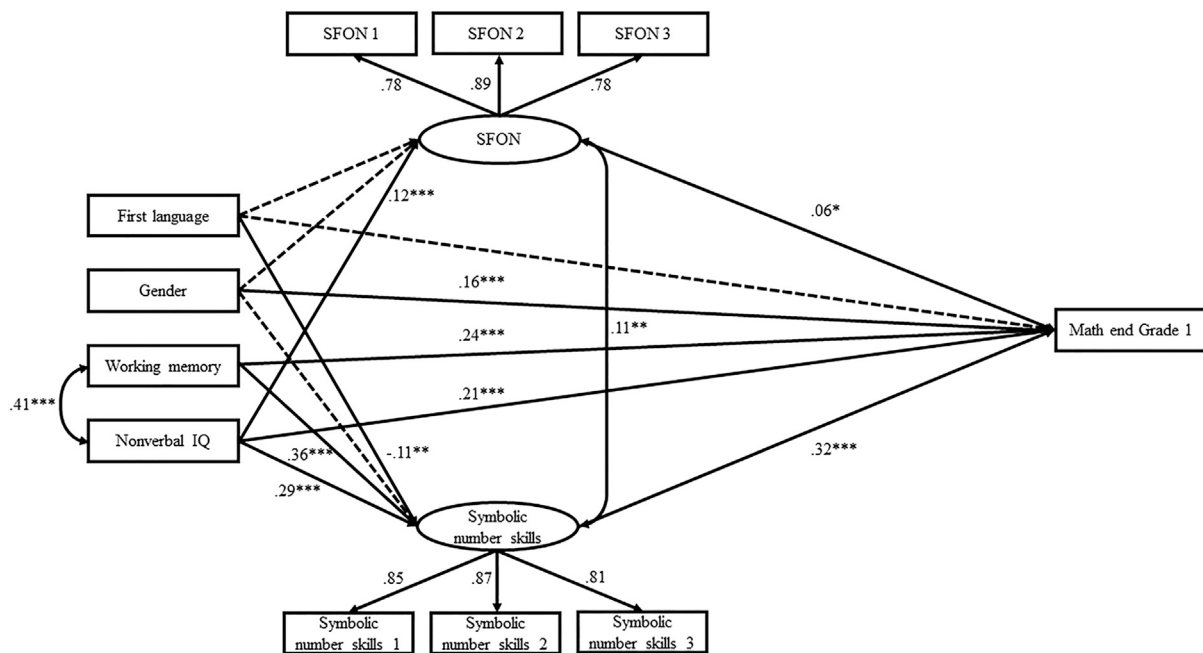 SFON 1
SFON 2
SFON 3
.78
.89
.78
SFON
.12***
First language
.06*
Gender
.16***
.24***
.11**
Math end Grade 1
Working memory
.41***
.21***
Nonverbal IQ
.36***
-.11**
.32***
.29***
Symbolic
number skills
.85
.87
.81
Symbolic
number skills 1
Symbolic
number skills 2
Symbolic
number skills 3